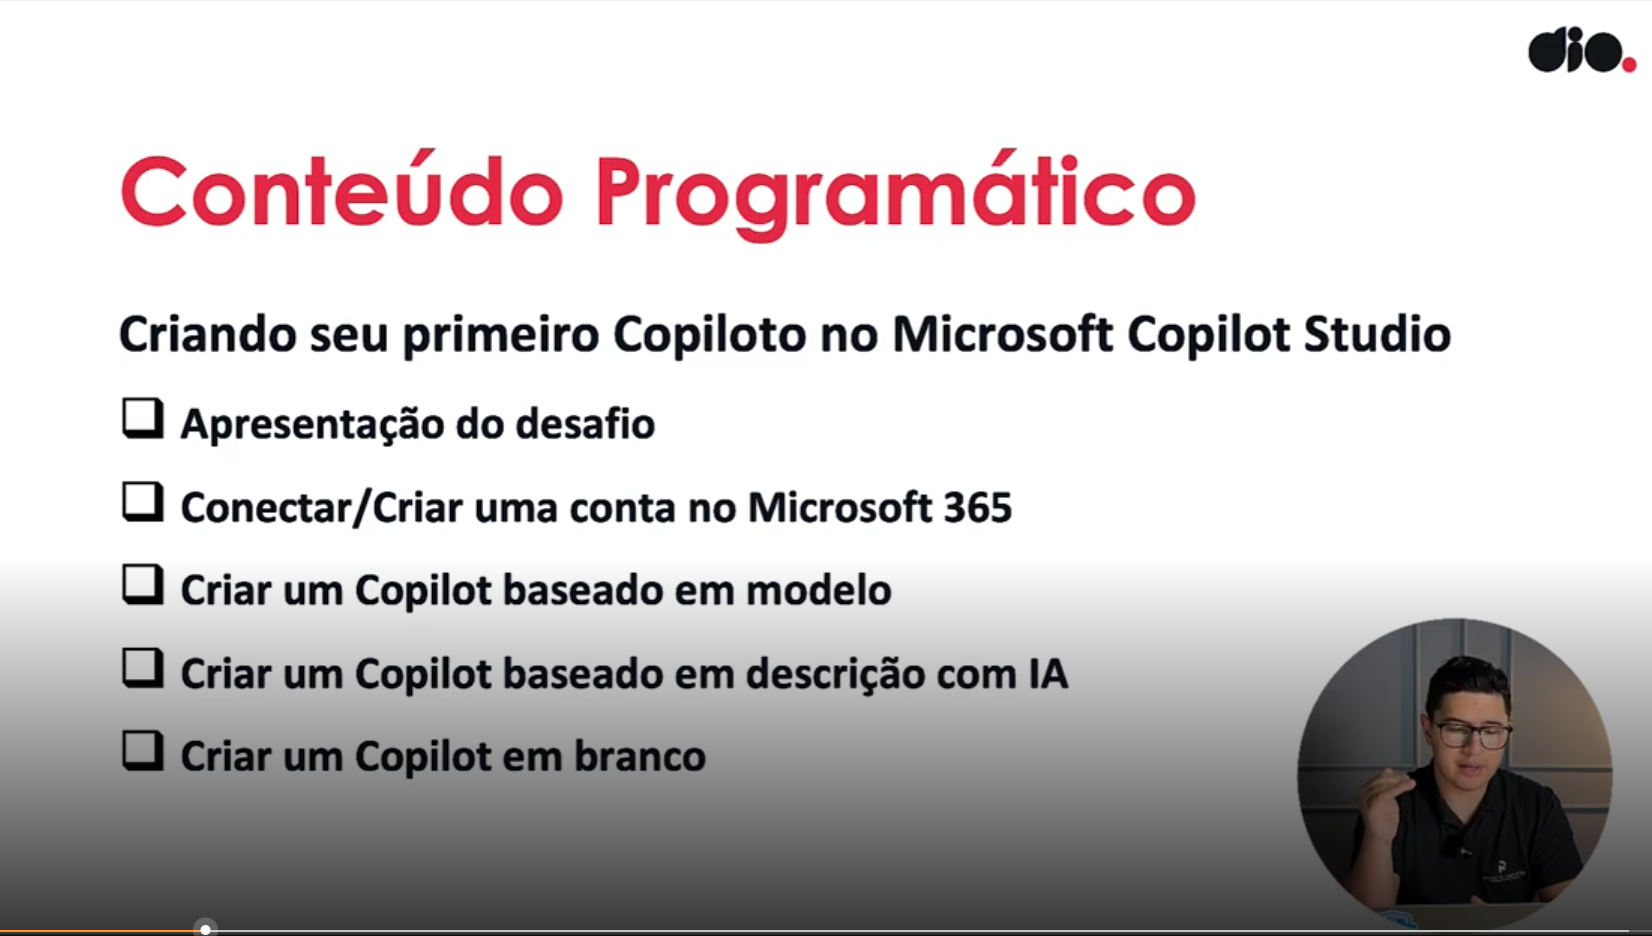 dio.
Conteúdo Programático
Criando seu primeiro Copiloto no Microsoft Copilot Studio
Apresentação do desafio
Conectar/Criar uma conta no Microsoft 365
Criar um Copilot baseado em modelo
Criar um Copilot baseado em descrição com IA
Criar um Copilot em branco